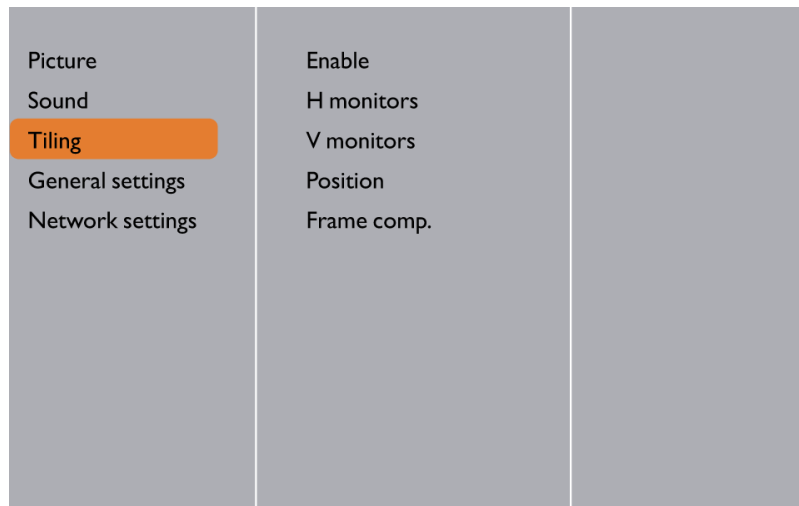 Picture
Sound
Tiling
General settings
Network settings
Enable
H monitors
V monitors
Position
Frame comp.